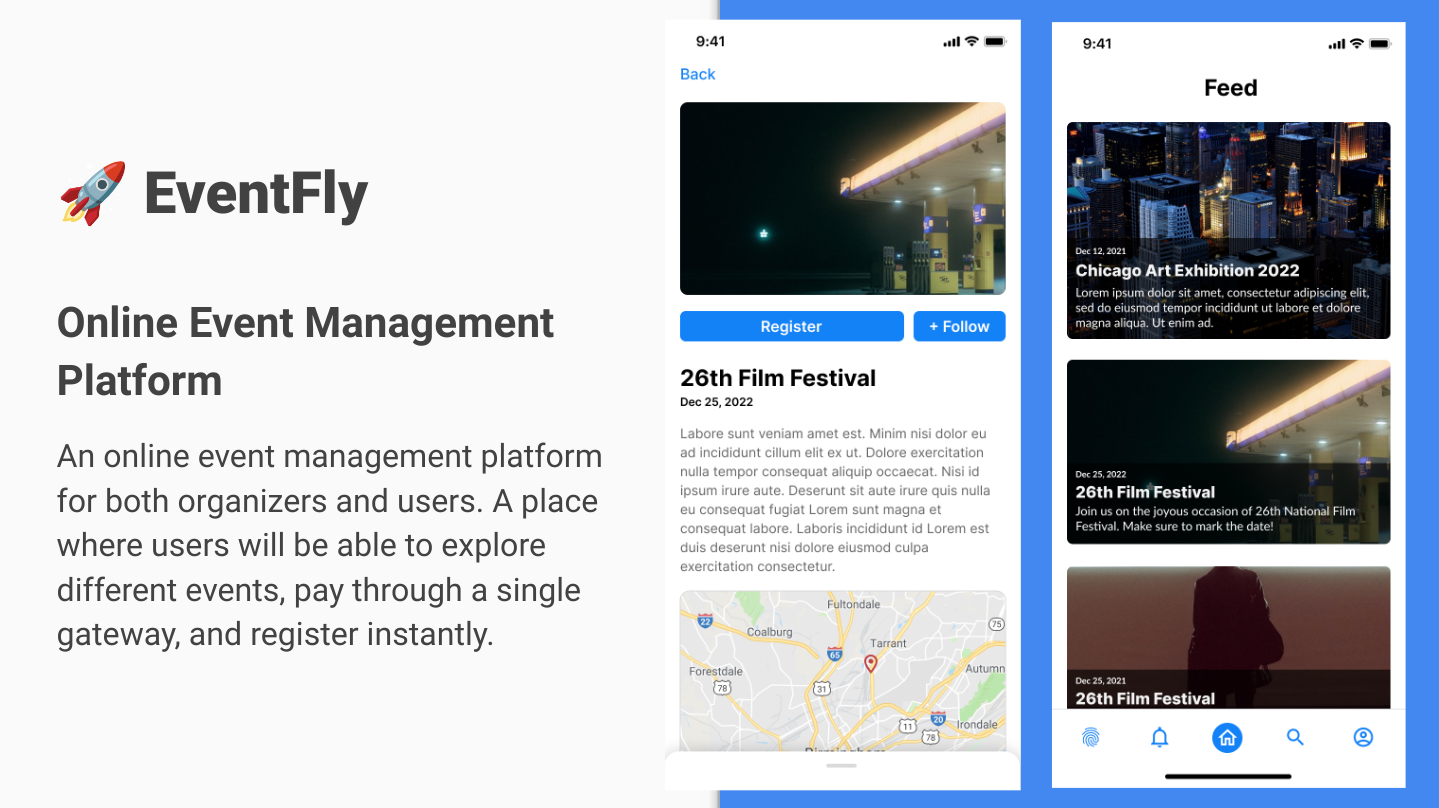 EventFly
Online Event Management
Platform
An online event management platform
for both organizers and users. A place
where users will be able to explore
different events, pay through a single
gateway, and register instantly.
9:41
Back
Register
+ Follow
26th Film Festival
Dec 25, 2022
Labore sunt veniam amet est. Minim nisi dolor eu
ad incididunt cillum elit ex ut. Dolore exercitation
nulla tempor consequat aliquip occaecat. Nisi id
ipsum irure aute. Deserunt sit aute irure quis nulla
eu consequat fugiat Lorem sunt magna et
consequat labore. Laboris incididunt id Lorem est
duis deserunt nisi dolore eiusmod culpa
exercitation consectetur.
Fultondale
22
75
Coalburg
65
Tarrant
Forestdale
Autumn
78
31
11
20
Irondale
78
Birmingham
9:41
Feed
Dec 12, 2021
Chicago Art Exhibition 2022
Lorem ipsum dolor sit amet, consectetur adipiscing elit,
sed do eiusmod tempor incididunt ut labore et dolore
magna aliqua. Ut enim ad.
Dec 25, 2022
26th Film Festival
Join us on the joyous occasion of 26th National Film
Festival. Make sure to mark the date!
Dec 25, 2021
26th Film Festival